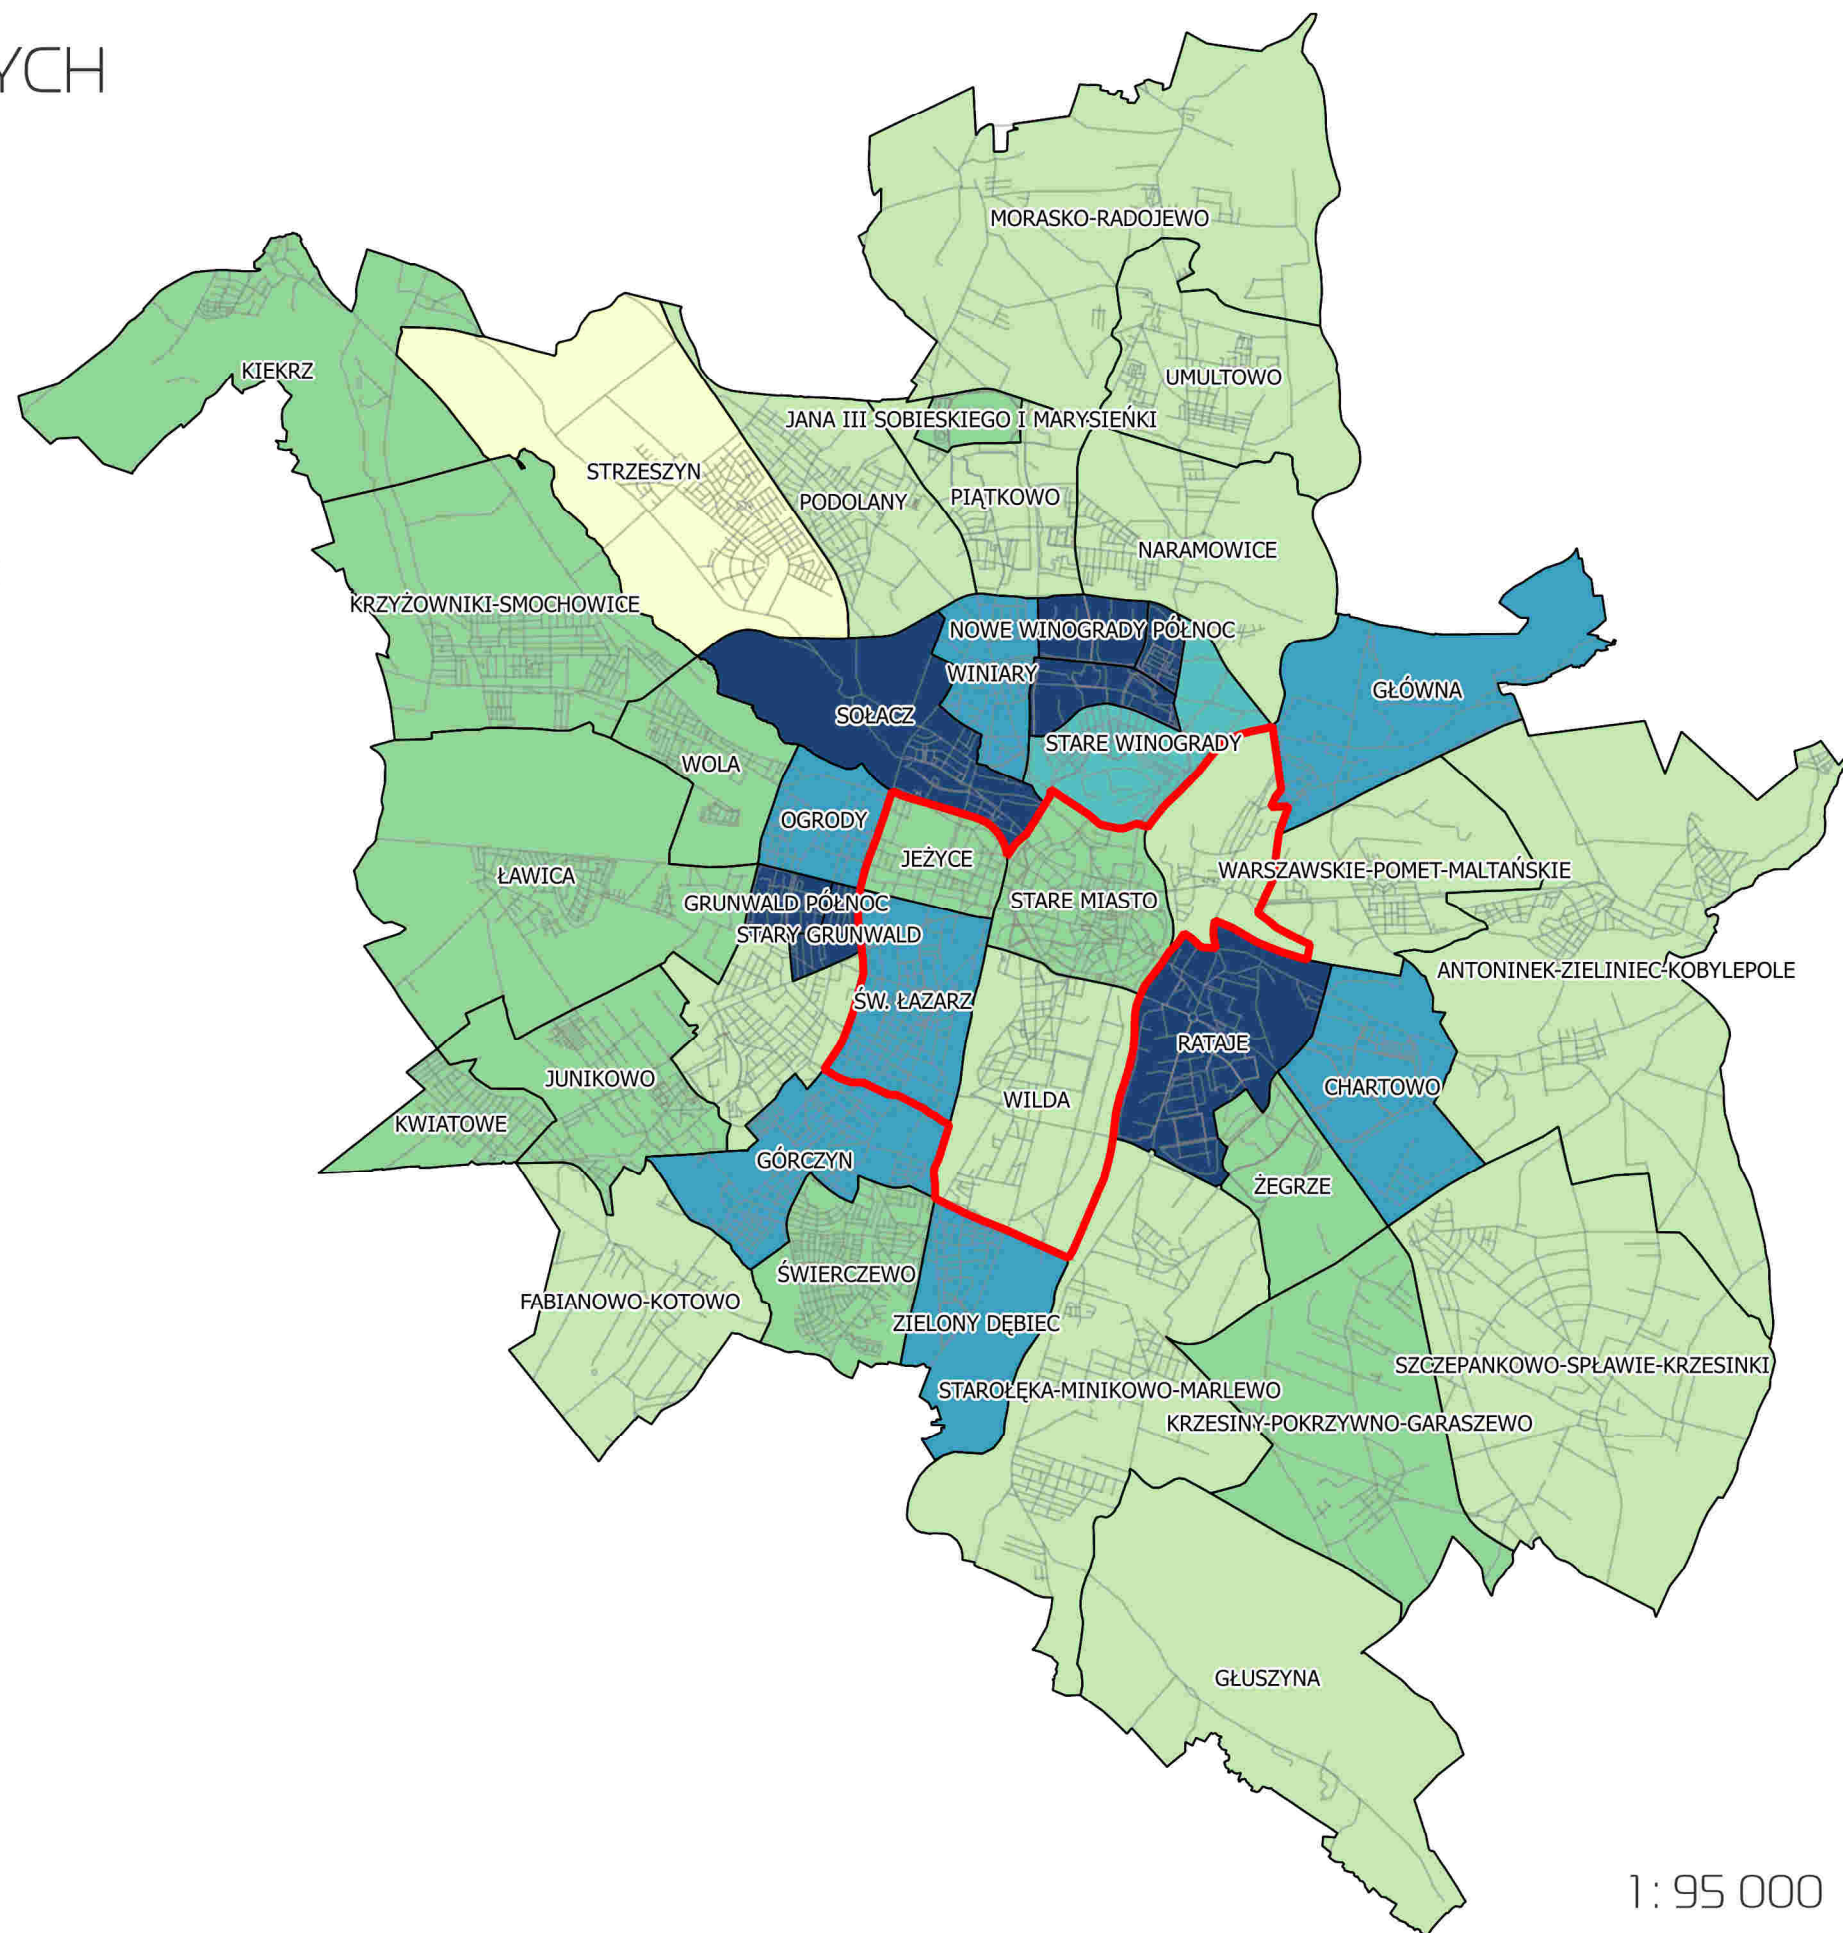 YCH
MORASKO-RADOJEWO
KIEKRZ
UMULTOWO
JANA III SOBIESKIEGO I MARYSIEŃKI
STRZESZYN
PODOLANY
PIĄTKOWO
NARAMOWICE
KRZYŻOWNIKI-SMOCHOWICE
NOWE WINOGRADY PÓŁNOC
WINIARY
GŁÓWNA
SOŁACZ
STARE WINOGRADY
WOLA
OGRODY
JEŻYCE
WARSZAWSKIE-POMET-MALTAŃSKIE
ŁAWICA
GRUNWALD PÓŁNOC
STARE MIASTO
STARY GRUNWALD
ANTONINEK-ZIELINIEC-KOBYLEPOLE
ŚW. ŁAZARZ
RATAJE
JUNIKOWO
CHARTOWO
WILDA
KWIATOWE
GÓRCZYN
ŻEGRZE
ŚWIERCZEWO
FABIANOWO-KOTOWO
ZIELONY DĘBIEC
SZCZEPANKOWO-SPŁAWIE-KRZESINKI
STAROŁĘKA-MINIKOWO-MARLEWO
KRZESINY-POKRZYWNO-GARASZEWO
GŁUSZYNA
1: 95 000